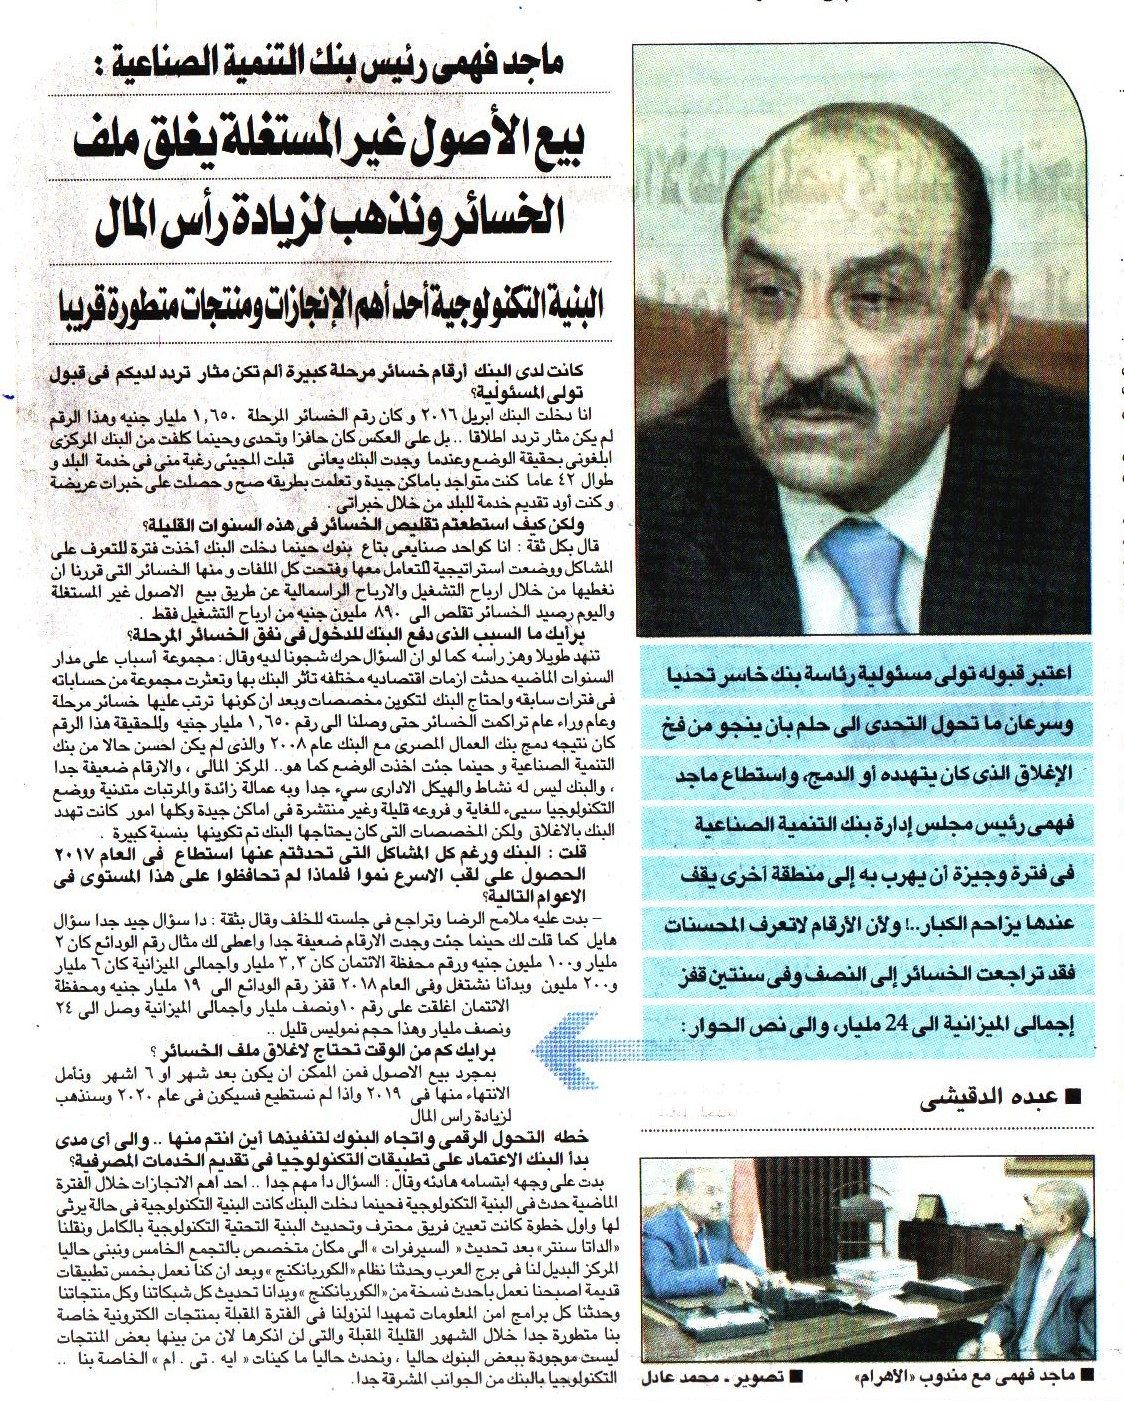 ماجد فهمى رئيس بنك التنمية الصناعية :
بيع الأصول غير المستغلة يغلق ملف
الخسائر ونذهب لزيادة رأس المال
البنية التكنولوجية أحد أهم الإنجازات ومنتجات متطورة قريبا
اعتبر قبوله تولى مسئولية رئاسة بنك خاسر تحديا
وسرعان ما تحول التحدى الى حلم بأن ينجو من فخ
الإغلاق الذى كان يتهدده أو الدمج، واستطاع ماجد
فهمى رئيس مجلس إدارة بنك التنمية الصناعية
فى فترة وجيزة أن يهرب به إلى منطقة أخرى يقف
عندها يزاحم الكبار..! ولأن الأرقام لاتعرف المحسنات
فقد تراجعت الخسائر إلى النصف وفى سنتين قفز
إجمالى الميزانية الى 24 مليار، والى نص الحوار :
■ عبده الدقيشى
كانت لدى البنك أرقام خسائر مرحلة كبيرة ألم تكن مثار تردد لديكم فى قبول
تولى المسئولية؟
انا دخلت البنك ابريل ٢٠١٦ و كان رقم الخسائر المرحلة ١,٦٥٠ مليار جنيه وهذا الرقم
لم يكن مثار تردد اطلاقا .. بل على العكس كان حافزا وتحدى وحينما كلفت من البنك المركزى
ابلغونى بحقيقة الوضع وعندما وجدت البنك يعانى قبلت المجيئى رغبة منى فى خدمة البلد و
طوال ٤٢ عاما كنت متواجد باماكن جيدة و تعلمت بطريقه صح و حصلت على خبرات عريضة
و كنت أود تقديم خدمة للبلد من خلال خبراتى .
ولكن كيف استطعتم تقليص الخسائر فى هذه السنوات القليلة؟
قال بكل ثقة : انا كواحد صنايعى بتاع بنوك حينما دخلت البنك أخذت فترة للتعرف على
المشاكل ووضعت استراتيجية للتعامل معها وفتحت كل الملفات و منها الخسائر التى قررنا ان
نغطيها من خلال ارباح التشغيل والارباح الراسمالية عن طريق بيع الاصول غير المستغلة
واليوم رصيد الخسائر تقلص الى ٨٩٠ مليون جنيه من ارباح التشغيل فقط .
برأيك ما السبب الذى دفع البنك للدخول فى نفق الخسائر المرحلة؟
تنهد طويلا وهز راسه كما لو ان السؤال حرك شجونا لديه وقال : مجموعة أسباب على مدار
السنوات الماضيه حدثت ازمات اقتصاديه مختلفه تأثر البنك بها وتعثرت مجموعة من حساباته
فى فترات سابقه واحتاج البنك لتكوين مخصصات وبعد ان كونها ترتب عليها خسائر مرحلة
وعام وراء عام تراكمت الخسائر حتى وصلنا الى رقم ١,٦٥٠ مليار جنيه وللحقيقة هذا الرقم
كان نتيجه دمج بنك العمال المصرى مع البنك عام ٢٠٠٨ والذى لم يكن احسن حالا من بنك
التنمية الصناعية و حينما جئت اخذت الوضع كما هو.. المركز المالى ، والارقام ضعيفة جدا
، والبنك ليس له نشاط والهيكل الادارى سيء جدا وبه عمالة زائدة والمرتبات متدنية ووضع
التكنولوجيا سيىء للغاية و فروعه قليلة وغير منتشرة فى اماكن جيدة وكلها امور كانت تهدد
البنك بالاغلاق ولكن المخصصات التى كان يحتاجها البنك تم تكوينها بنسبة كبيرة .
قلت : البنك ورغم كل المشاكل التى تحدثتم عنها استطاع فى العام ٢٠١٧
الحصول على لقب الاسرع نموا فلماذا لم تحافظوا على هذا المستوى فى
الاعوام التالية؟
– بدت عليه ملامح الرضا وتراجع فى جلسته للخلف وقال بثقة : دا سؤال جيد جدا سؤال
هايل كما قلت لك حينما جئت وجدت الارقام ضعيفة جدا واعطى لك مثال رقم الودائع كان ٢
مليار و١٠٠ مليون جنيه ورقم محفظة الائتمان كان ٣,٣ مليار واجمالى الميزانية كان ٦ مليار
و٢٠٠ مليون وبدأنا نشتغل وفى العام ٢٠١٨ قفز رقم الودائع الى ١٩ مليار جنيه ومحفظة
الائتمان اغلقت على رقم ١٠ ونصف مليار واجمالى الميزانية وصل الى ٢٤
ونصف مليار وهذا حجم نمو ليس قليل ..
برايك كم من الوقت تحتاج لاغلاق ملف الخسائر ؟
بمجرد بيع الاصول فمن الممكن ان يكون بعد شهر او ٦ اشهر ونأمل
الانتهاء منها فى ٢٠١٩ واذا لم نستطيع فسيكون فى عام ٢٠٢٠ وسنذهب
لزيادة راس المال
خطه التحول الرقمى واتجاه البنوك لتنفيذها أين انتم منها .. والى أى مدى
بدأ البنك الاعتماد على تطبيقات التكنولوجيا فى تقديم الخدمات المصرفية؟
بدت على وجهه ابتسامه هادئه وقال : السؤال دا مهم جدا .. احد اهم الانجازات خلال الفترة
الماضية حدث فى البنية التكنولوجية فحينما دخلت البنك كانت البنية التكنولوجية فى حالة يرثى
لها واول خطوة كانت تعيين فريق محترف وتحديث البنية التحتية التكنولوجية بالكامل ونقلنا
«الداتا سنتر» بعد تحديث « السيرفرات » الى مكان متخصص بالتجمع الخامس ونبنى حاليا
المركز البديل لنا فى برج العرب وحدثنا نظام «الكوربانكنج » وبعد ان كنا نعمل بخمس تطبيقات
قديمة اصبحنا نعمل بأحدث نسخة من «الكوربانكنج » وبدانا تحديث كل شبكاتنا وكل منتجاتنا
وحدثنا كل برامج امن المعلومات تمهيدا لنزولنا فى الفترة المقبلة بمنتجات الكترونية خاصة
بنا متطورة جدا خلال الشهور القليلة المقبلة والتى لن اذكرها لان من بينها بعض المنتجات
ليست موجودة ببعض البنوك حاليا ، ونحدث حاليا ما كينات « ايه . تى . ام » الخاصة بنا ..
التكنولوجيا بالبنك من الجوانب المشرقة جدا.
■ ماجد فهمى مع مندوب «الأهرام» ■ تصوير ـ محمد عادل